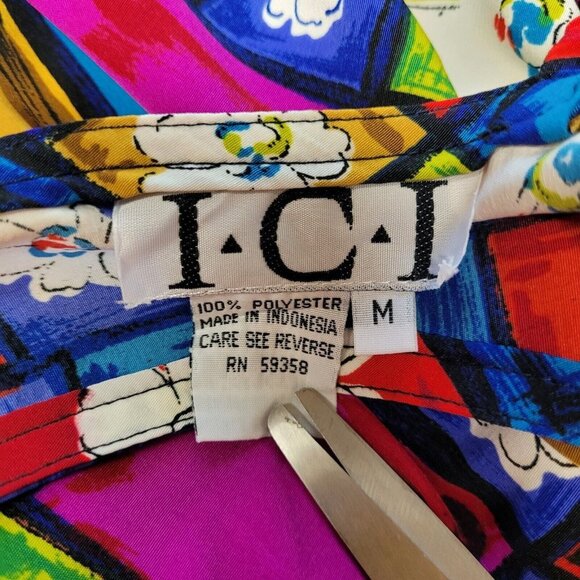 I▲C▲I
100% POLYESTER
MADE IN INDONESIA
CARE SEE REVERSE
RN 59358
M